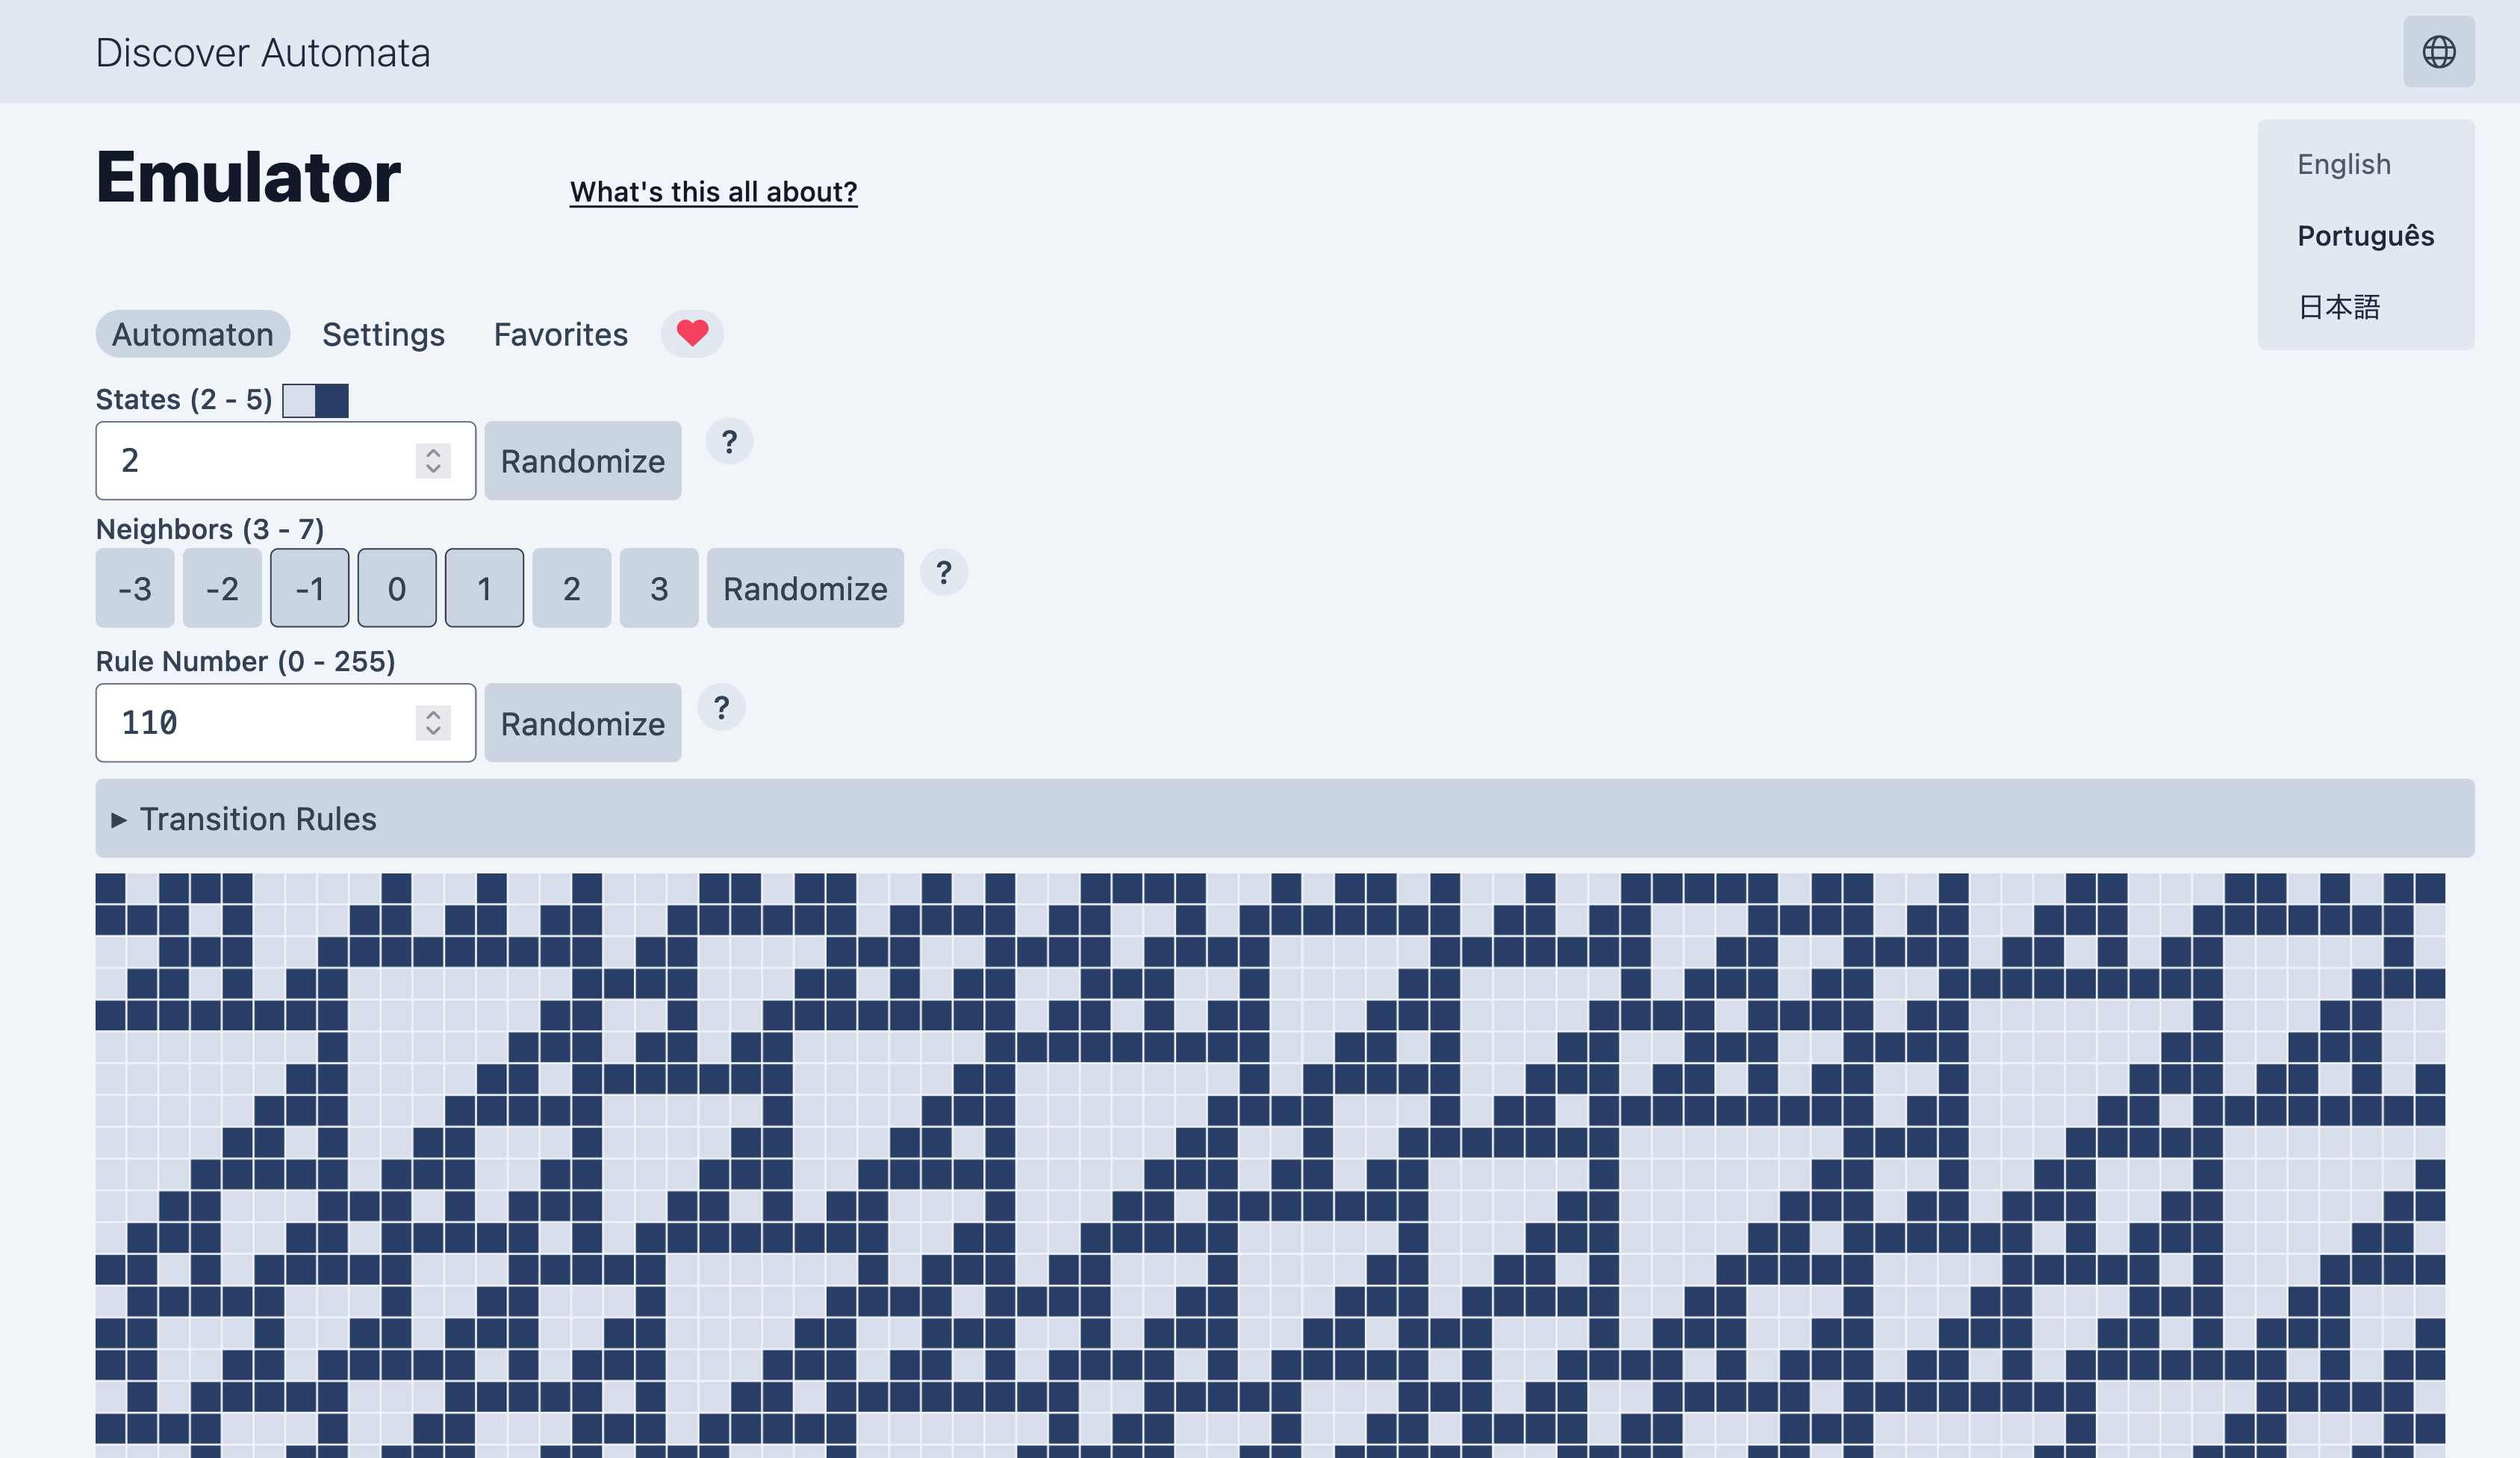 Discover Automata
Emulator
What's this all about?
English
Português
日本語
Automaton Settings Favorites
States (2 - 5)
2 Randomize ?
Neighbors (3 - 7)
-3 -2 -1 0 1 2 3 Randomize ?
Rule Number (0 - 255)
110 Randomize ?
Transition Rules